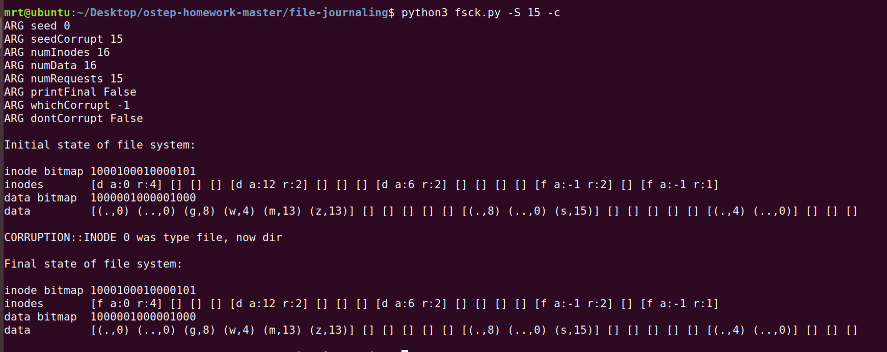 mrt@ubuntu:~/Desktop/ostep-homework-master/file-journaling$ python3 fsck.py -S 15 -c
ARG seed 0
ARG seedCorrupt 15
ARG numInodes 16
ARG numData 16
ARG numRequests 15
ARG printFinal False
ARG whichCorrupt -1
ARG dontCorrupt False
Initial state of file system:
inode bitmap 1000100010000101
inodes [d a:0 r:4] [] [] [] [d a:12 r:2] [] [] [] [d a:6 r:2] [] [] [] [] [f a:-1 r:2] [] [f a:-1 r:1]
data bitmap 1000001000001000
data [(.,0) (..,0) (g,8) (w,4) (m,13) (z,13)] [] [] [] [] [] [(.,8) (..,0) (s,15)] [] [] [] [] [] [(.,4) (..,0)] [] [] []
CORRUPTION::INODE 0 was type file, now dir
Final state of file system:
inode bitmap 1000100010000101
inodes [f a:0 r:4] [] [] [] [d a:12 r:2] [] [] [] [d a:6 r:2] [] [] [] [] [f a:-1 r:2] [] [f a:-1 r:1]
data bitmap 1000001000001000
data [(.,0) (..,0) (g,8) (w,4) (m,13) (z,13)] [] [] [] [] [] [(.,8) (..,0) (s,15)] [] [] [] [] [] [(.,4) (..,0)] [] [] []